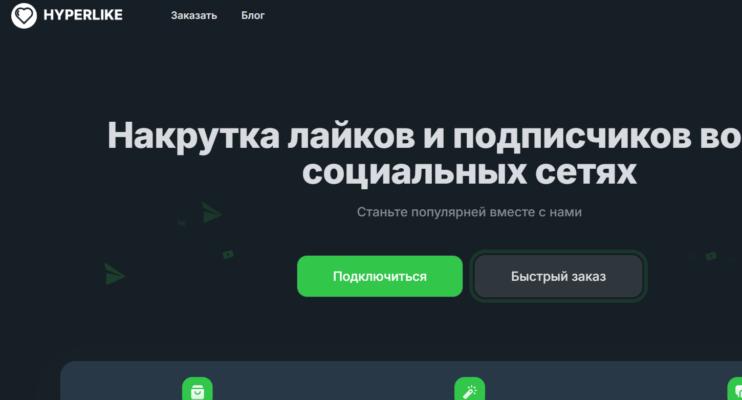 HYPERLIKE
Заказать
Блог
Накрутка лайков и подписчиков во
социальных сетях
Станьте популярней вместе с нами
Подключиться
Быстрый заказ